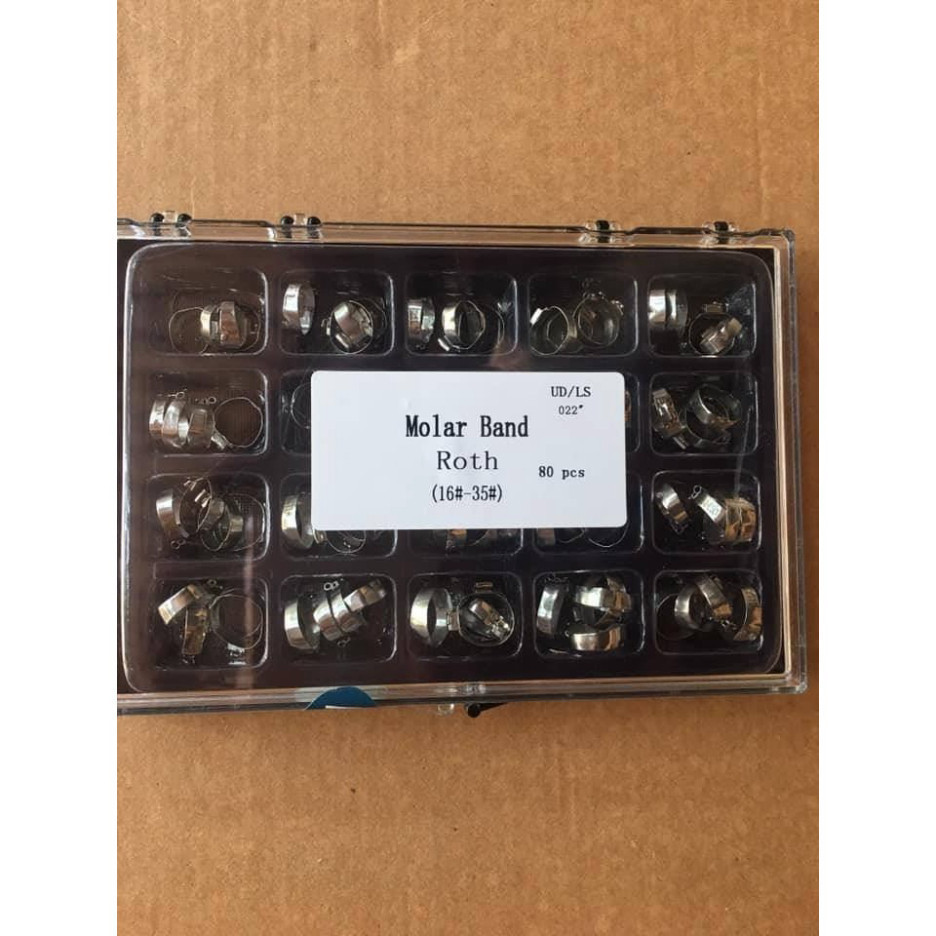 UD/LS
022"
Molar Band
Roth
80 pcs
(16#-35#)